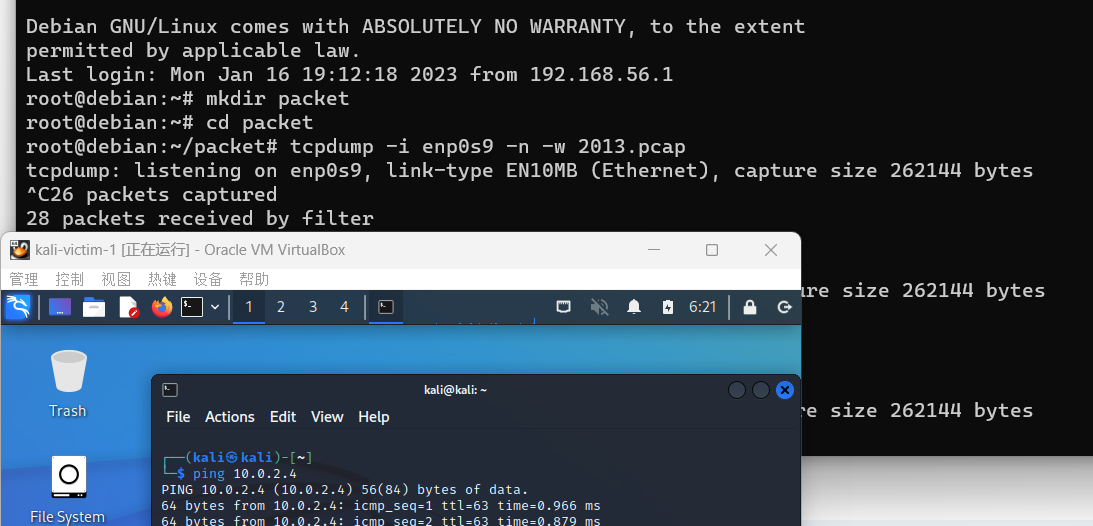 Debian GNU/Linux comes with ABSOLUTELY NO WARRANTY, to the extent
permitted by applicable law.
Last login: Mon Jan 16 19:12:18 2023 from 192.168.56.1
root@debian:~# mkdir packet
root@debian:~# cd packet
root@debian:~/packet# tcpdump -i enp0s9 -n -w 2013.pcap
tcpdump: listening on enp0s9, link-type EN10MB (Ethernet), capture size 262144 bytes
^C26 packets captured
28 packets received by filter
kali-victim-1 [正在运行] - Oracle VM VirtualBox
管理 控制 视图 热键 设备 帮助
size 262144 bytes
1 2 3 4 6:21
Trash
kali@kali: ~
size 262144 bytes
File Actions Edit View Help
┌──(kali㉿kali)-[~]
└─$ ping 10.0.2.4
PING 10.0.2.4 (10.0.2.4) 56(84) bytes of data.
64 bytes from 10.0.2.4: icmp_seq=1 ttl=63 time=0.966 ms
File System
64 bytes from 10.0.2.4: icmp_seq=2 ttl=63 time=0.879 ms